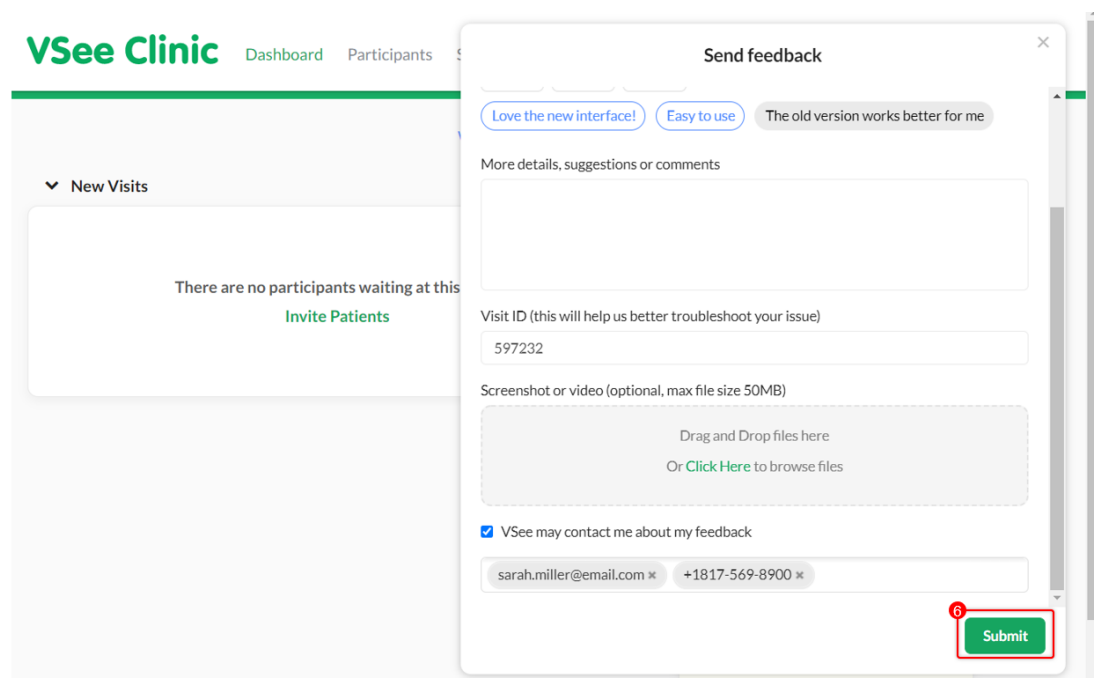 VSee Clinic
Dashboard
Participants
Send feedback
Love the new interface!
Easy to use
The old version works better for me
More details, suggestions or comments
New Visits
There are no participants waiting at this
Invite Patients
Visit ID (this will help us better troubleshoot your issue)
597232
Screenshot or video (optional, max file size 50MB)
Drag and Drop files here
Or Click Here to browse files
VSee may contact me about my feedback
sarah.miller@email.com ×
+1817-569-8900 ×
6
Submit